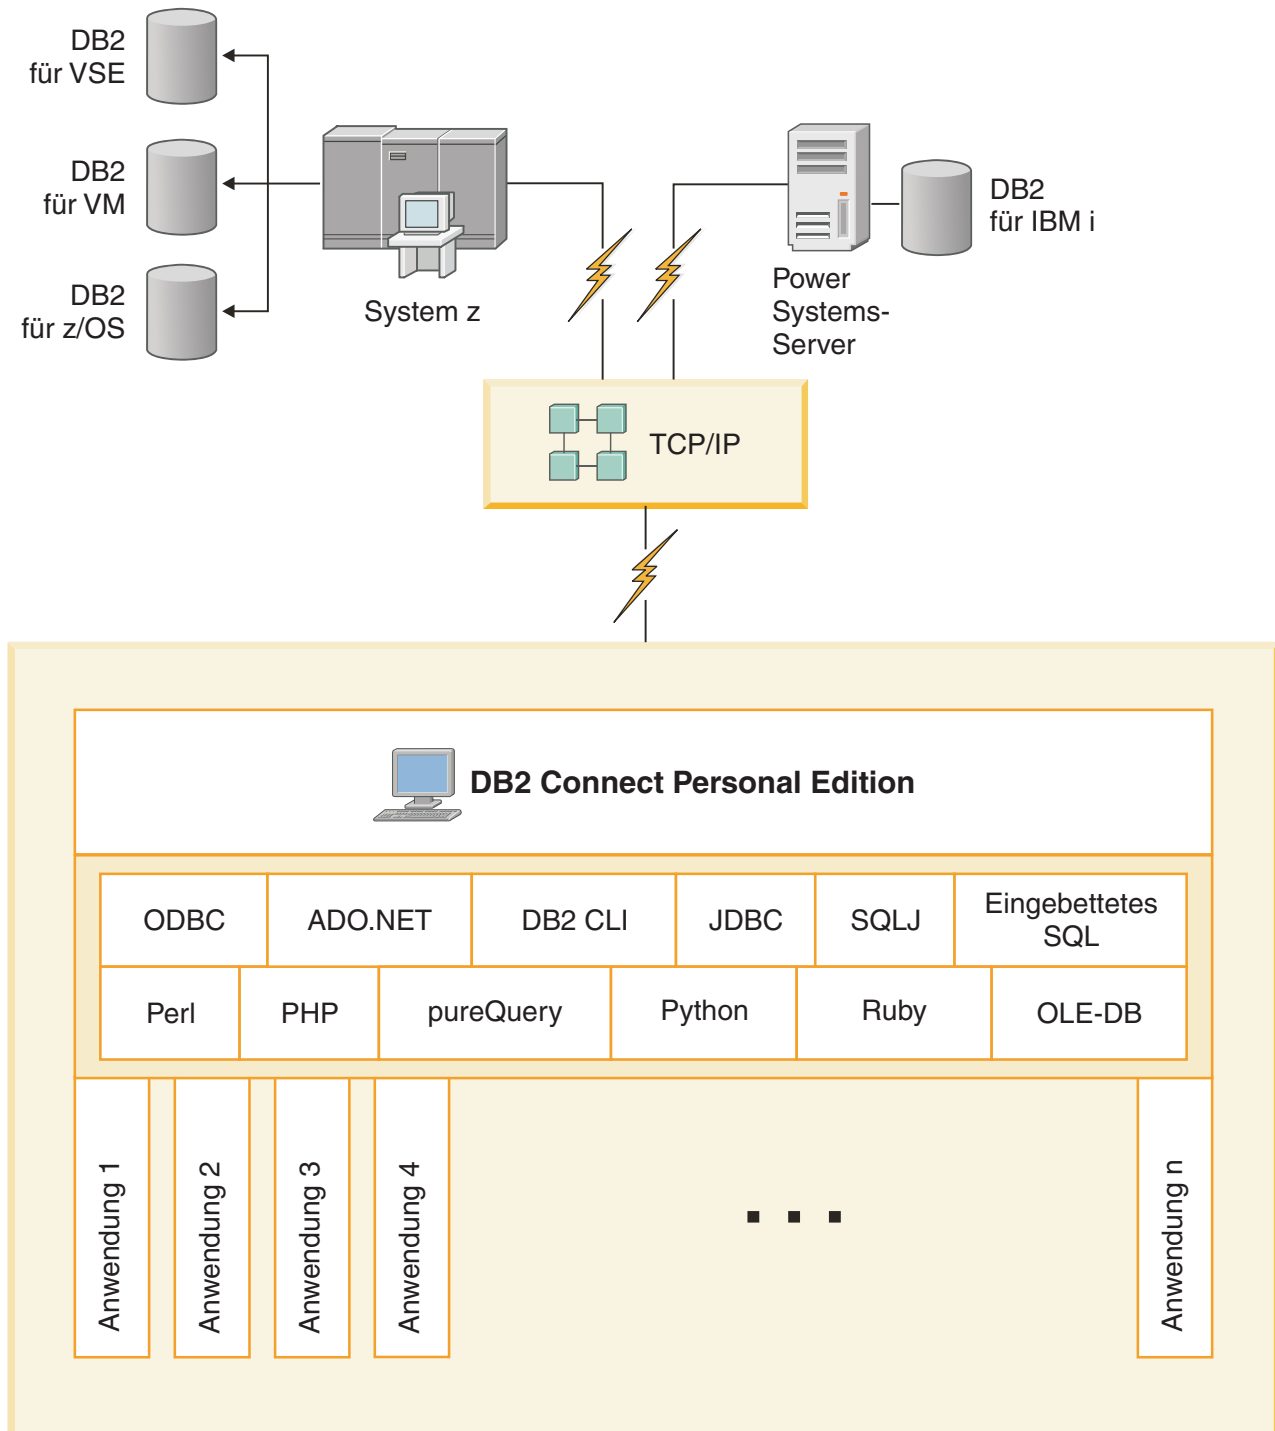 DB2
für VSE
DB2
für VM
DB2
für z/OS
System z
Power
Systems-
Server
DB2
für IBM i
TCP/IP
DB2 Connect Personal Edition
ODBC
ADO.NET
DB2 CLI
JDBC
SQLJ
Eingebettetes
SQL
Perl
PHP
pureQuery
Python
Ruby
OLE-DB
Anwendung 1
Anwendung 2
Anwendung 3
Anwendung 4
Anwendung n